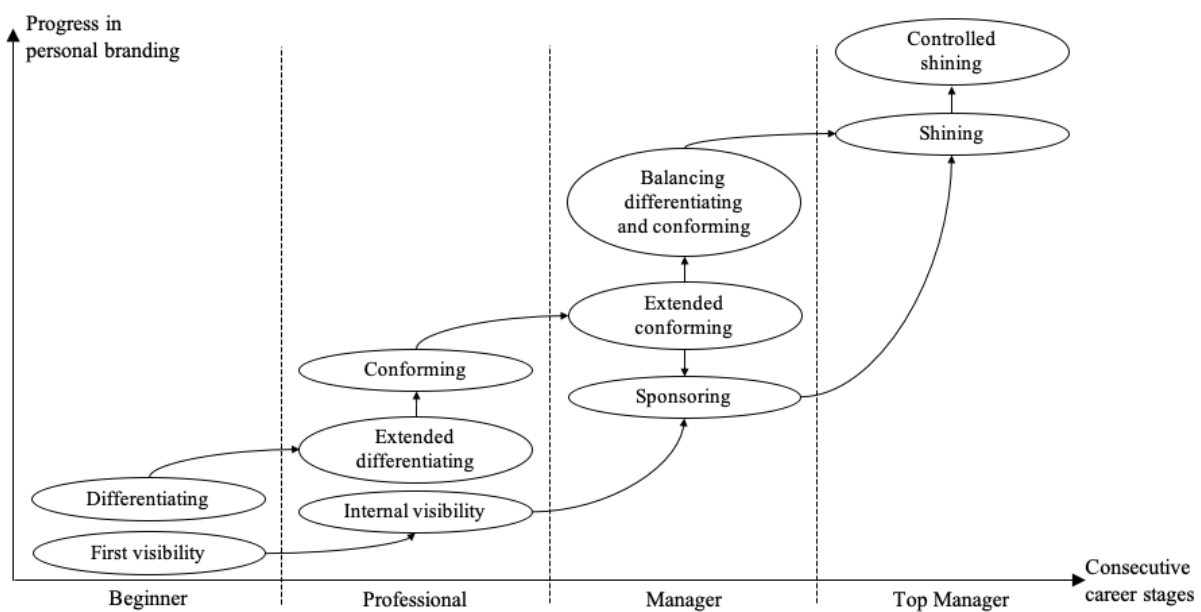 Progress in
personal branding
Controlled
shining
Shining
Balancing
differentiating
and conforming
Extended
conforming
Conforming
Sponsoring
Extended
differentiating
Differentiating
Internal visibility
First visibility
Beginner
Professional
Manager
Top Manager
Consecutive
career stages